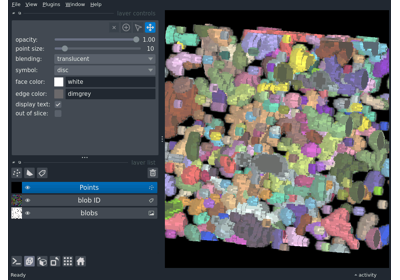 File View Plugins Window Help
layer controls
opacity: 1.00
point size: 10
blending: translucent
symbol: disc
face color: white
edge color: dimgrey
display text:
out of slice:
layer list
Points
blob ID
blobs
Ready
activity